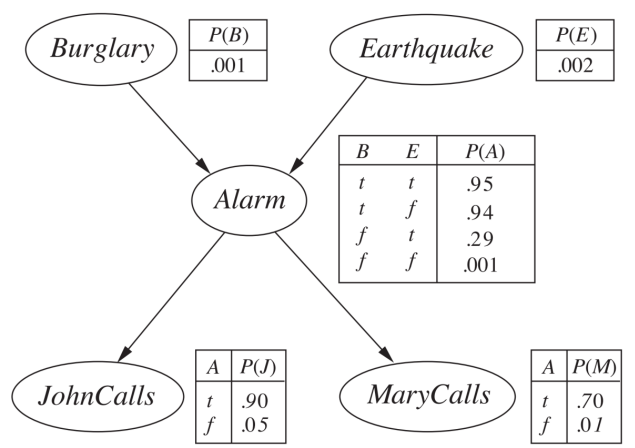 Burglary
P(B)
.001
Earthquake
P(E)
.002
Alarm
B E P(A)
t t .95
t f .94
f t .29
f f .001
JohnCalls
A P(J)
t .90
f .05
MaryCalls
A P(M)
t .70
f .01